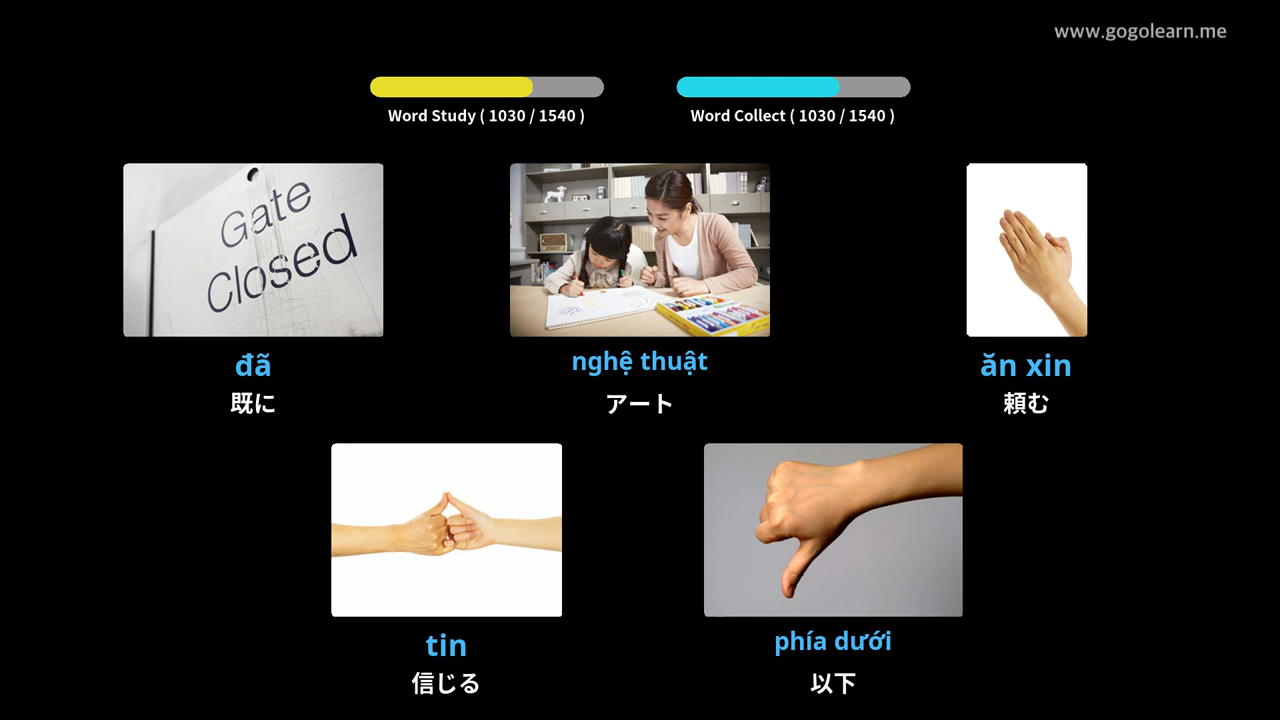 www.gogolearn.me
Word Study ( 1030 / 1540 )
Word Collect ( 1030 / 1540 )
Gate
Closed
đã
既に
nghệ thuật
アート
ăn xin
頼む
tin
信じる
phía dưới
以下